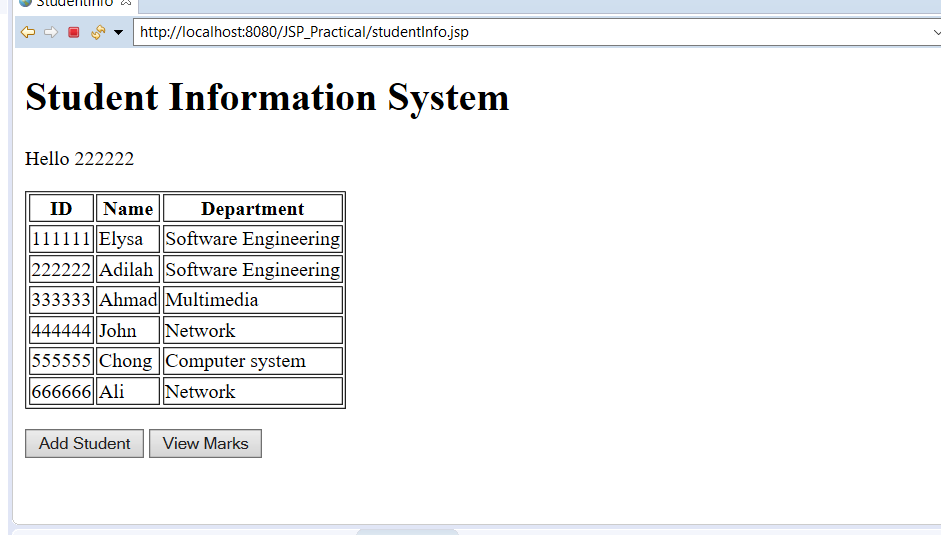 StudentInfo
http://localhost:8080/JSP_Practical/studentInfo.jsp
Student Information System
Hello 222222
ID Name Department
111111 Elysa Software Engineering
222222 Adilah Software Engineering
333333 Ahmad Multimedia
444444 John Network
555555 Chong Computer system
666666 Ali Network
Add Student View Marks